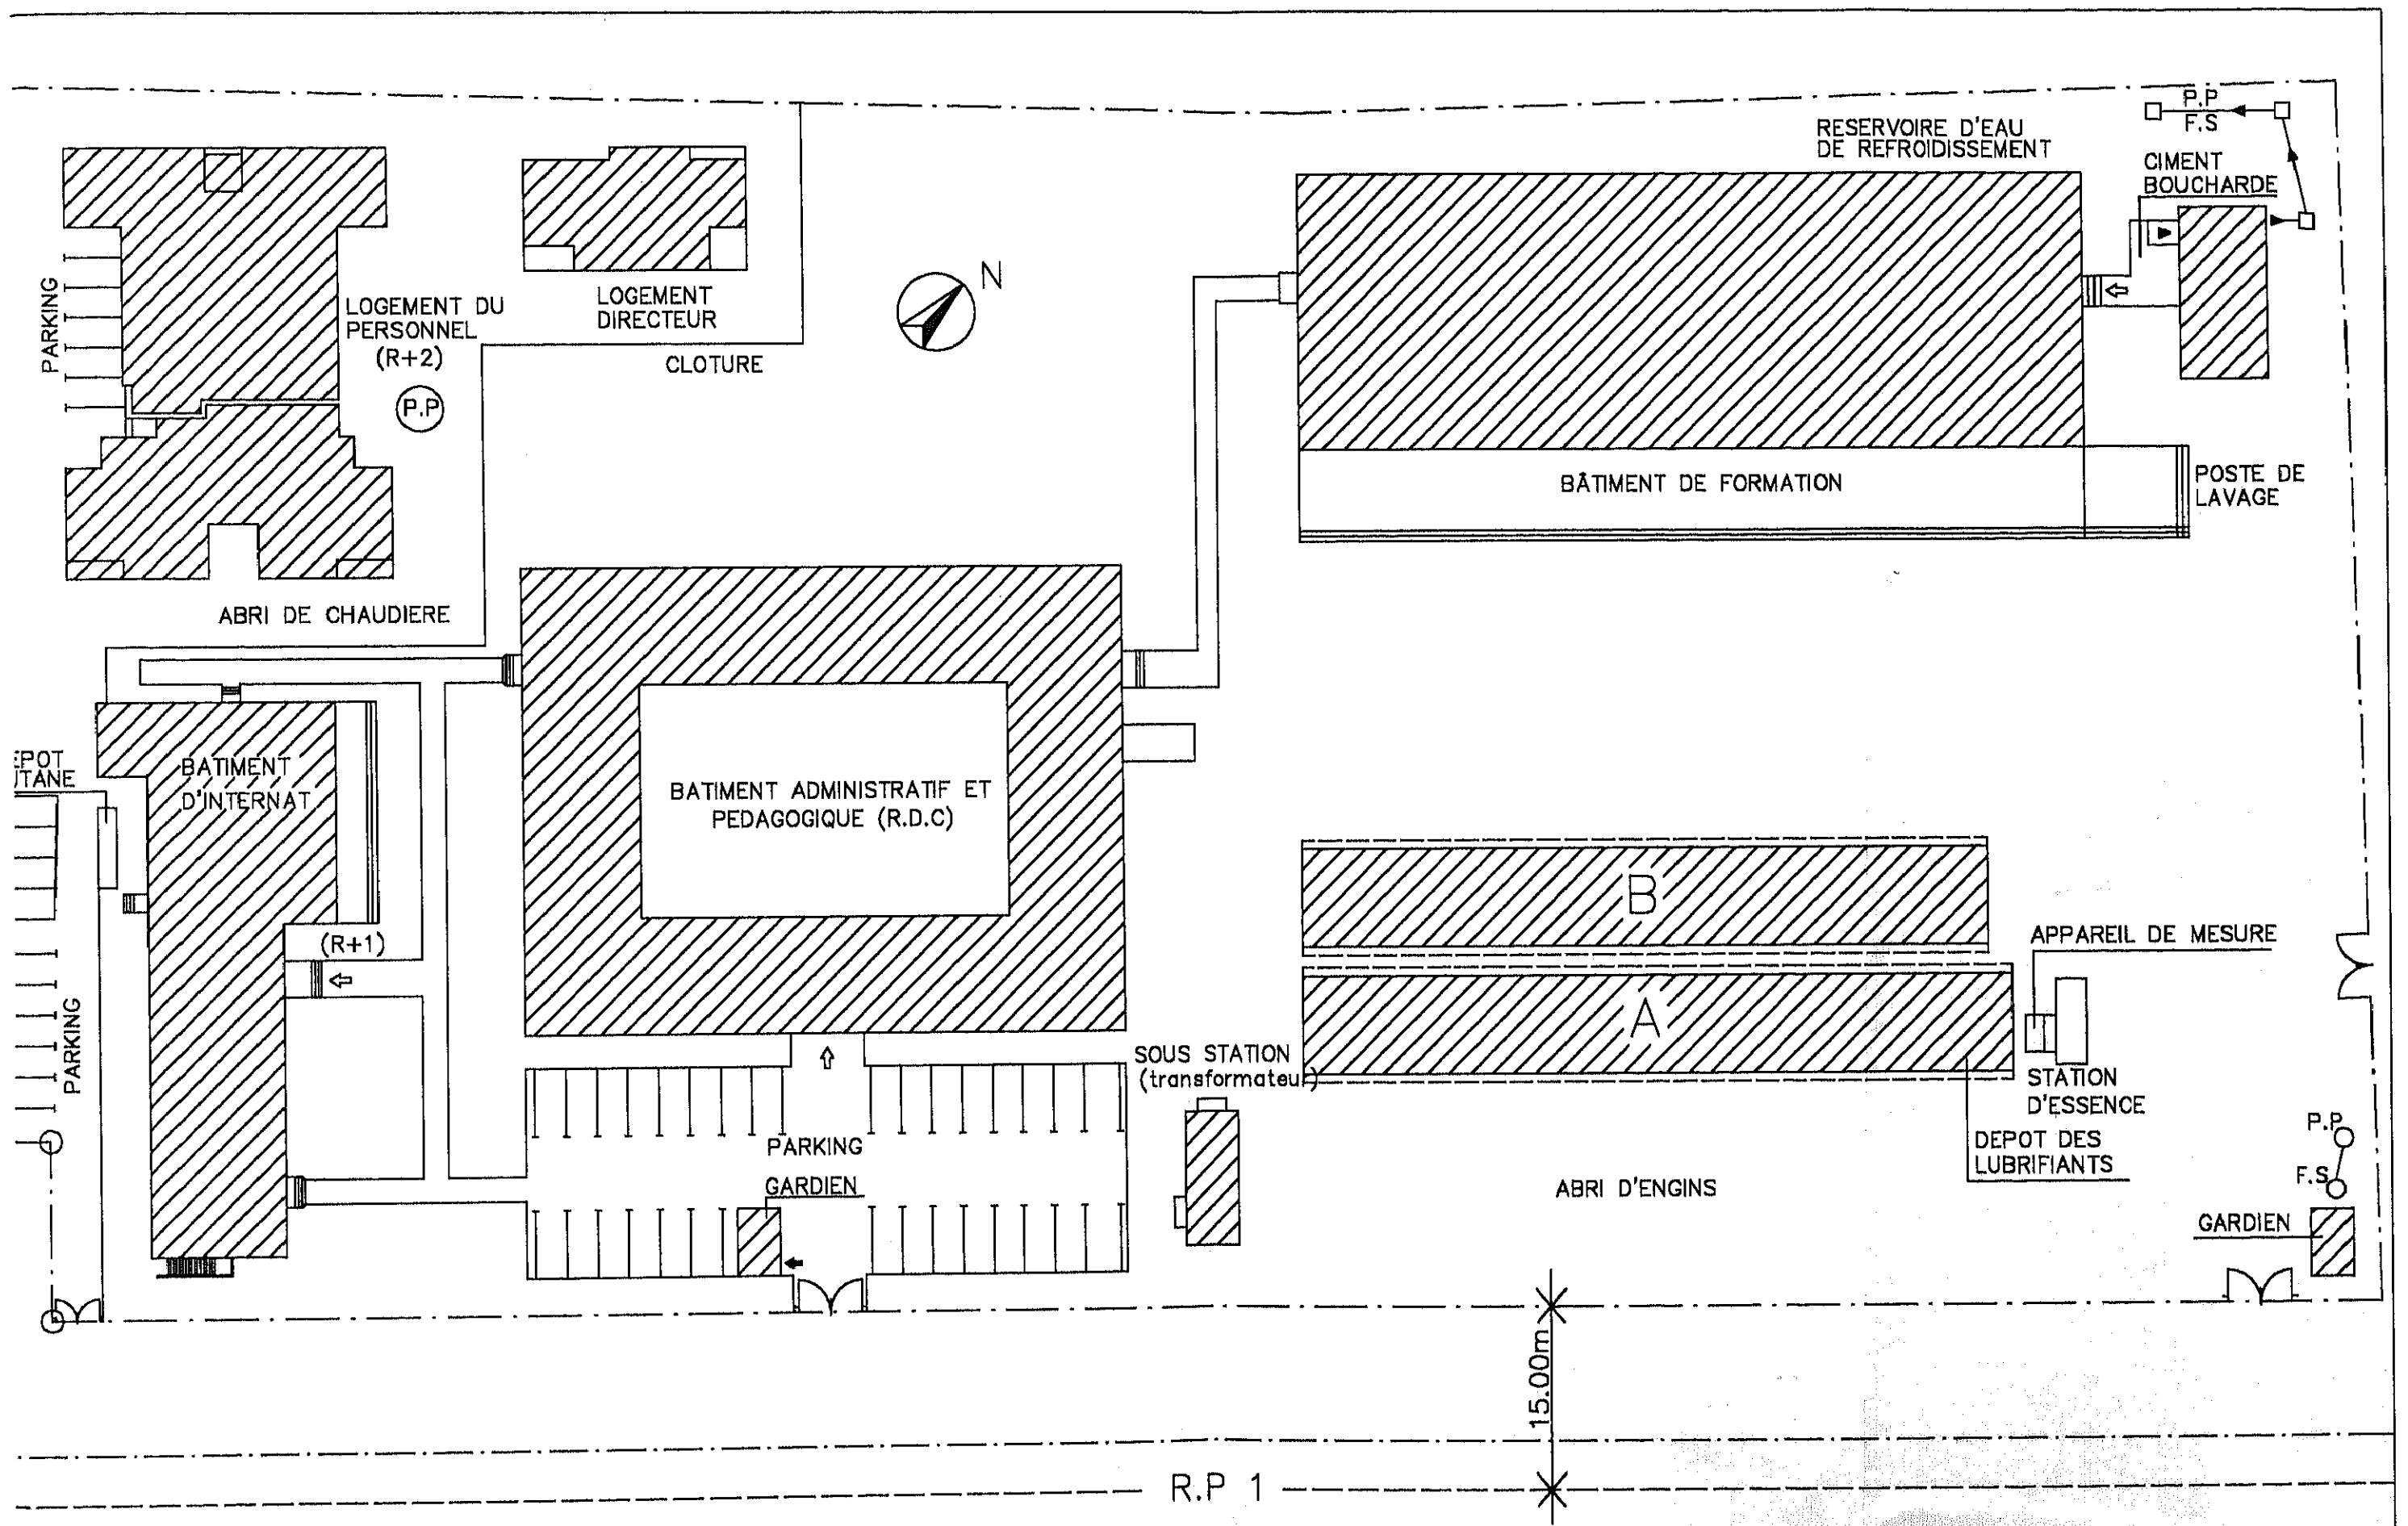 P.P
F.S
RESERVOIRE D'EAU
DE REFROIDISSEMENT
CIMENT
BOUCHARDE
N
PARKING
LOGEMENT DU
PERSONNEL
(R+2)
P.P
LOGEMENT
DIRECTEUR
CLOTURE
BÂTIMENT DE FORMATION
POSTE DE
LAVAGE
ABRI DE CHAUDIERE
EPOT
UTANE
BATIMENT
D'INTERNAT
(R+1)
PARKING
BATIMENT ADMINISTRATIF ET
PEDAGOGIQUE (R.D.C)
B
A
APPAREIL DE MESURE
SOUS STATION
(transformateur)
STATION
D'ESSENCE
DEPOT DES
LUBRIFIANTS
PARKING
GARDIEN
ABRI D'ENGINS
P.P
F.S
GARDIEN
15.00m
R.P 1